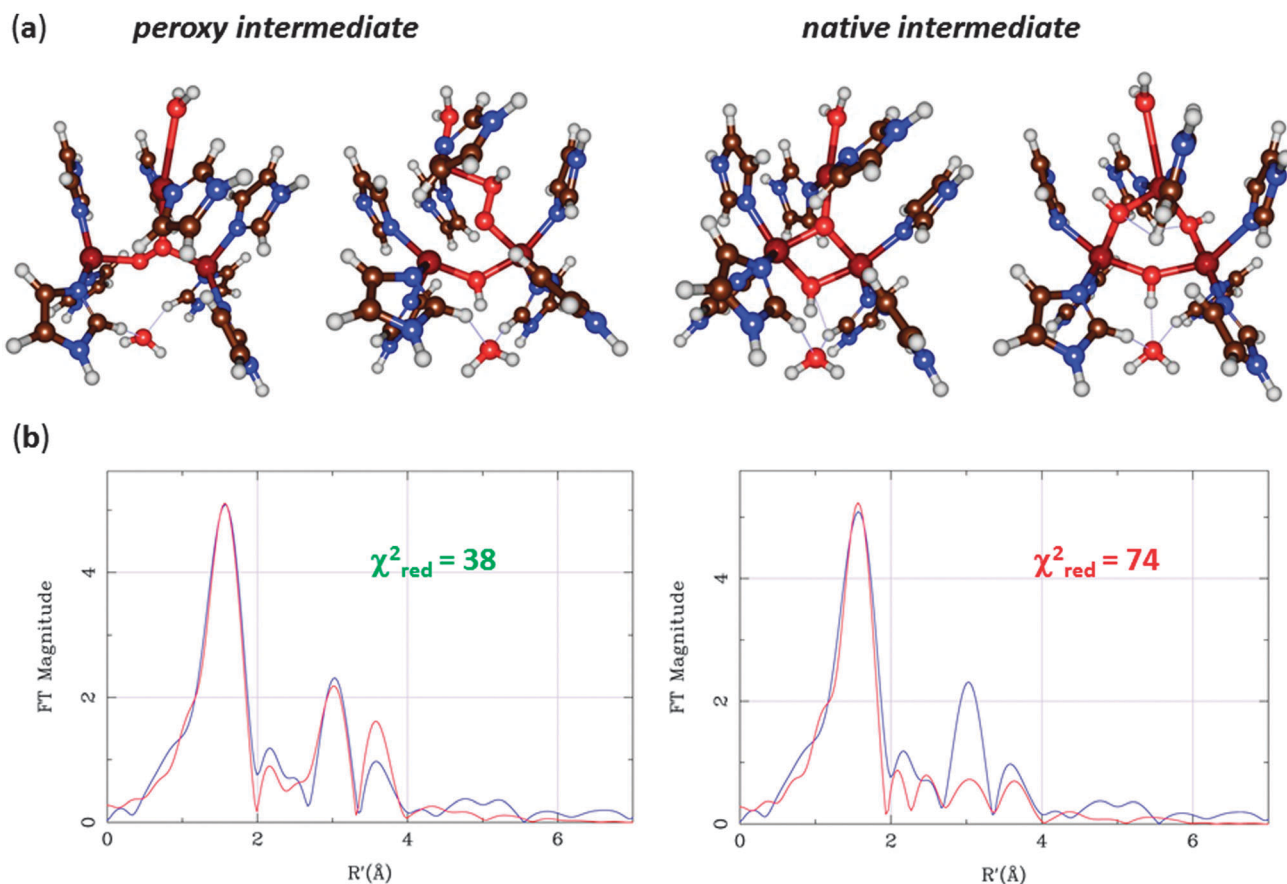 (a) peroxy intermediate native intermediate
(b)
χ²red = 38 χ²red = 74
FT Magnitude FT Magnitude
4 4
2 2
0 0
0 2 4 6 0 2 4 6
R'(Å) R'(Å)